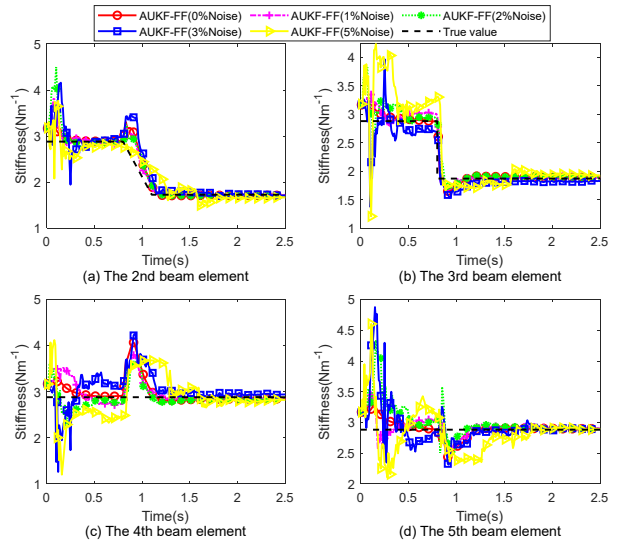 AUKF-FF(0%Noise) AUKF-FF(1%Noise) AUKF-FF(2%Noise)
AUKF-FF(3%Noise) AUKF-FF(5%Noise) True value
Stiffness(Nm⁻¹)
5
4
3
2
1
0 0.5 1 1.5 2 2.5
Time(s)
(a) The 2nd beam element
Stiffness(Nm⁻¹)
4
3.5
3
2.5
2
1.5
1
0 0.5 1 1.5 2 2.5
Time(s)
(b) The 3rd beam element
Stiffness(Nm⁻¹)
5
4
3
2
1
0 0.5 1 1.5 2 2.5
Time(s)
(c) The 4th beam element
Stiffness(Nm⁻¹)
5
4.5
4
3.5
3
2.5
2
0 0.5 1 1.5 2 2.5
Time(s)
(d) The 5th beam element